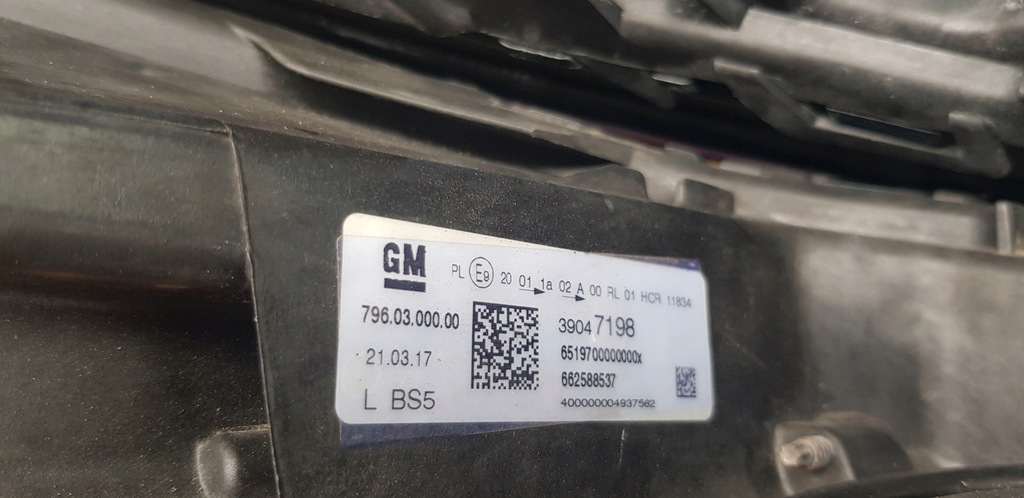 GM
PL E9 20 01 1a 02 A 00 RL 01 HCR 11834
796.03.000.00
39047198
21.03.17
6519700000000x
662588537
L BS5
400000004937562